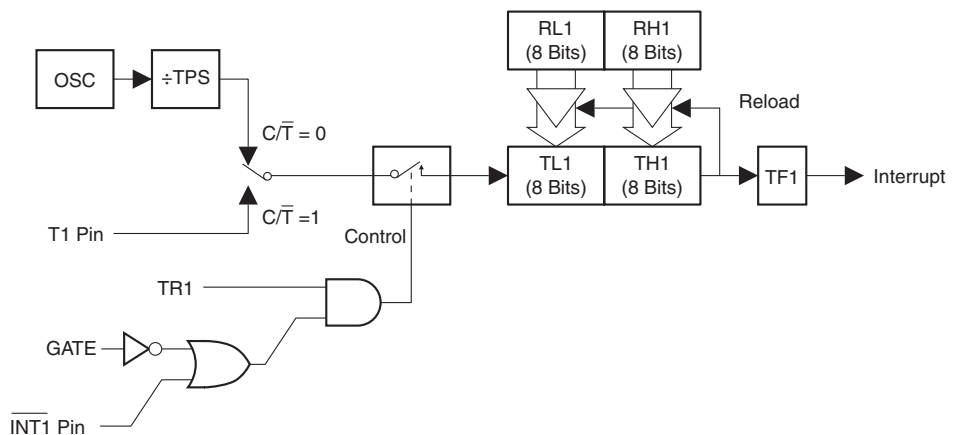 RL1
(8 Bits)
RH1
(8 Bits)
OSC
÷TPS
Reload
C/T̅ = 0
TL1
(8 Bits)
TH1
(8 Bits)
TF1
Interrupt
C/T̅ =1
T1 Pin
Control
TR1
GATE
I̅N̅T̅1̅ Pin